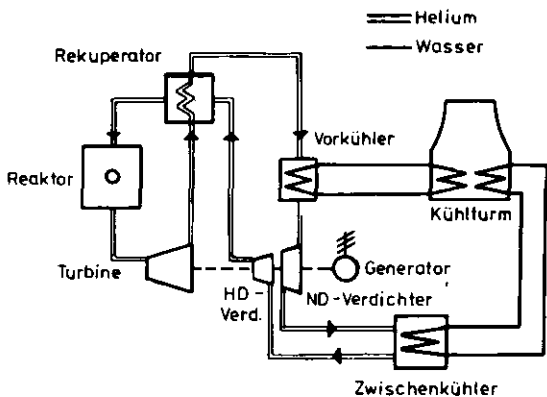 Helium
Wasser
Rekuperator
Vorkühler
Reaktor
Kühlturm
Turbine
HD-
Verd.
ND-Verdichter
Generator
Zwischenkühler